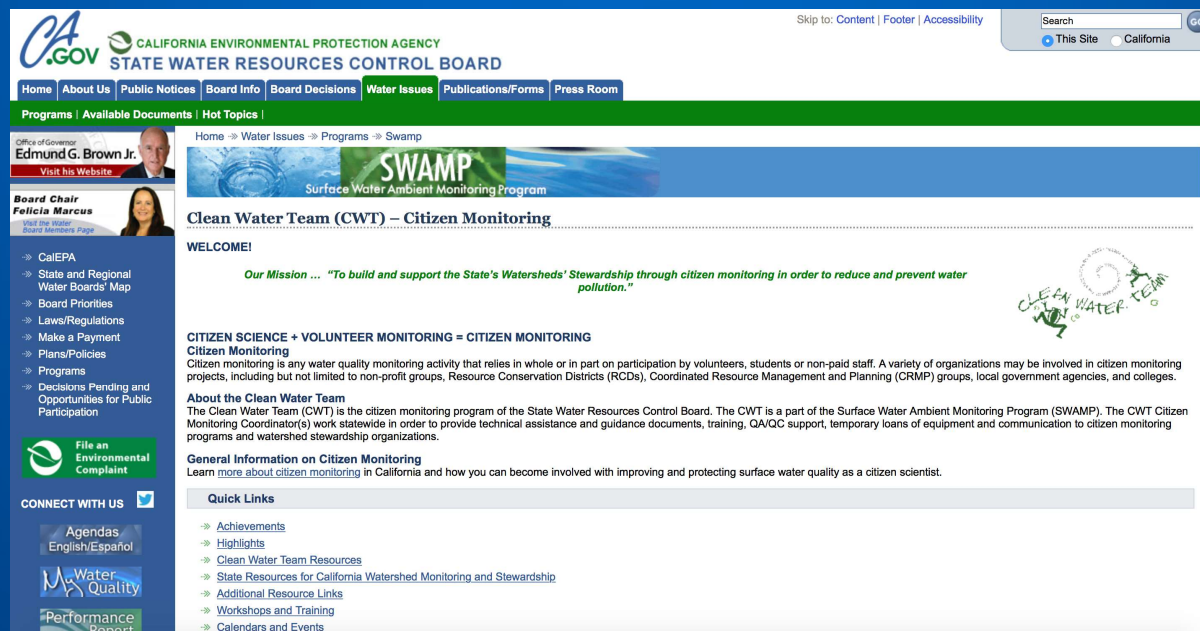 Skip to: Content | Footer | Accessibility
Search
GO
This Site
California
CA
.GOV
CALIFORNIA ENVIRONMENTAL PROTECTION AGENCY
STATE WATER RESOURCES CONTROL BOARD
Home
About Us
Public Notices
Board Info
Board Decisions
Water Issues
Publications/Forms
Press Room
Programs | Available Documents | Hot Topics |
Office of Governor
Edmund G. Brown Jr.
Visit his Website
Board Chair
Felicia Marcus
Visit the Water
Board Members Page
CalEPA
State and Regional
Water Boards' Map
Board Priorities
Laws/Regulations
Make a Payment
Plans/Policies
Programs
Decisions Pending and
Opportunities for Public
Participation
File an
Environmental
Complaint
CONNECT WITH US
Agendas
English/Español
My Water
Quality
Performance
Report
Home Water Issues Programs Swamp
SWAMP
Surface Water Ambient Monitoring Program
Clean Water Team (CWT) – Citizen Monitoring
WELCOME!
Our Mission … “To build and support the State’s Watersheds’ Stewardship through citizen monitoring in order to reduce and prevent water
pollution.”
CLEAN WATER TEAM
CITIZEN SCIENCE + VOLUNTEER MONITORING = CITIZEN MONITORING
Citizen Monitoring
Citizen monitoring is any water quality monitoring activity that relies in whole or in part on participation by volunteers, students or non-paid staff. A variety of organizations may be involved in citizen monitoring
projects, including but not limited to non-profit groups, Resource Conservation Districts (RCDs), Coordinated Resource Management and Planning (CRMP) groups, local government agencies, and colleges.
About the Clean Water Team
The Clean Water Team (CWT) is the citizen monitoring program of the State Water Resources Control Board. The CWT is a part of the Surface Water Ambient Monitoring Program (SWAMP). The CWT Citizen
Monitoring Coordinator(s) work statewide in order to provide technical assistance and guidance documents, training, QA/QC support, temporary loans of equipment and communication to citizen monitoring
programs and watershed stewardship organizations.
General Information on Citizen Monitoring
Learn more about citizen monitoring in California and how you can become involved with improving and protecting surface water quality as a citizen scientist.
Quick Links
Achievements
Highlights
Clean Water Team Resources
State Resources for California Watershed Monitoring and Stewardship
Additional Resource Links
Workshops and Training
Calendars and Events